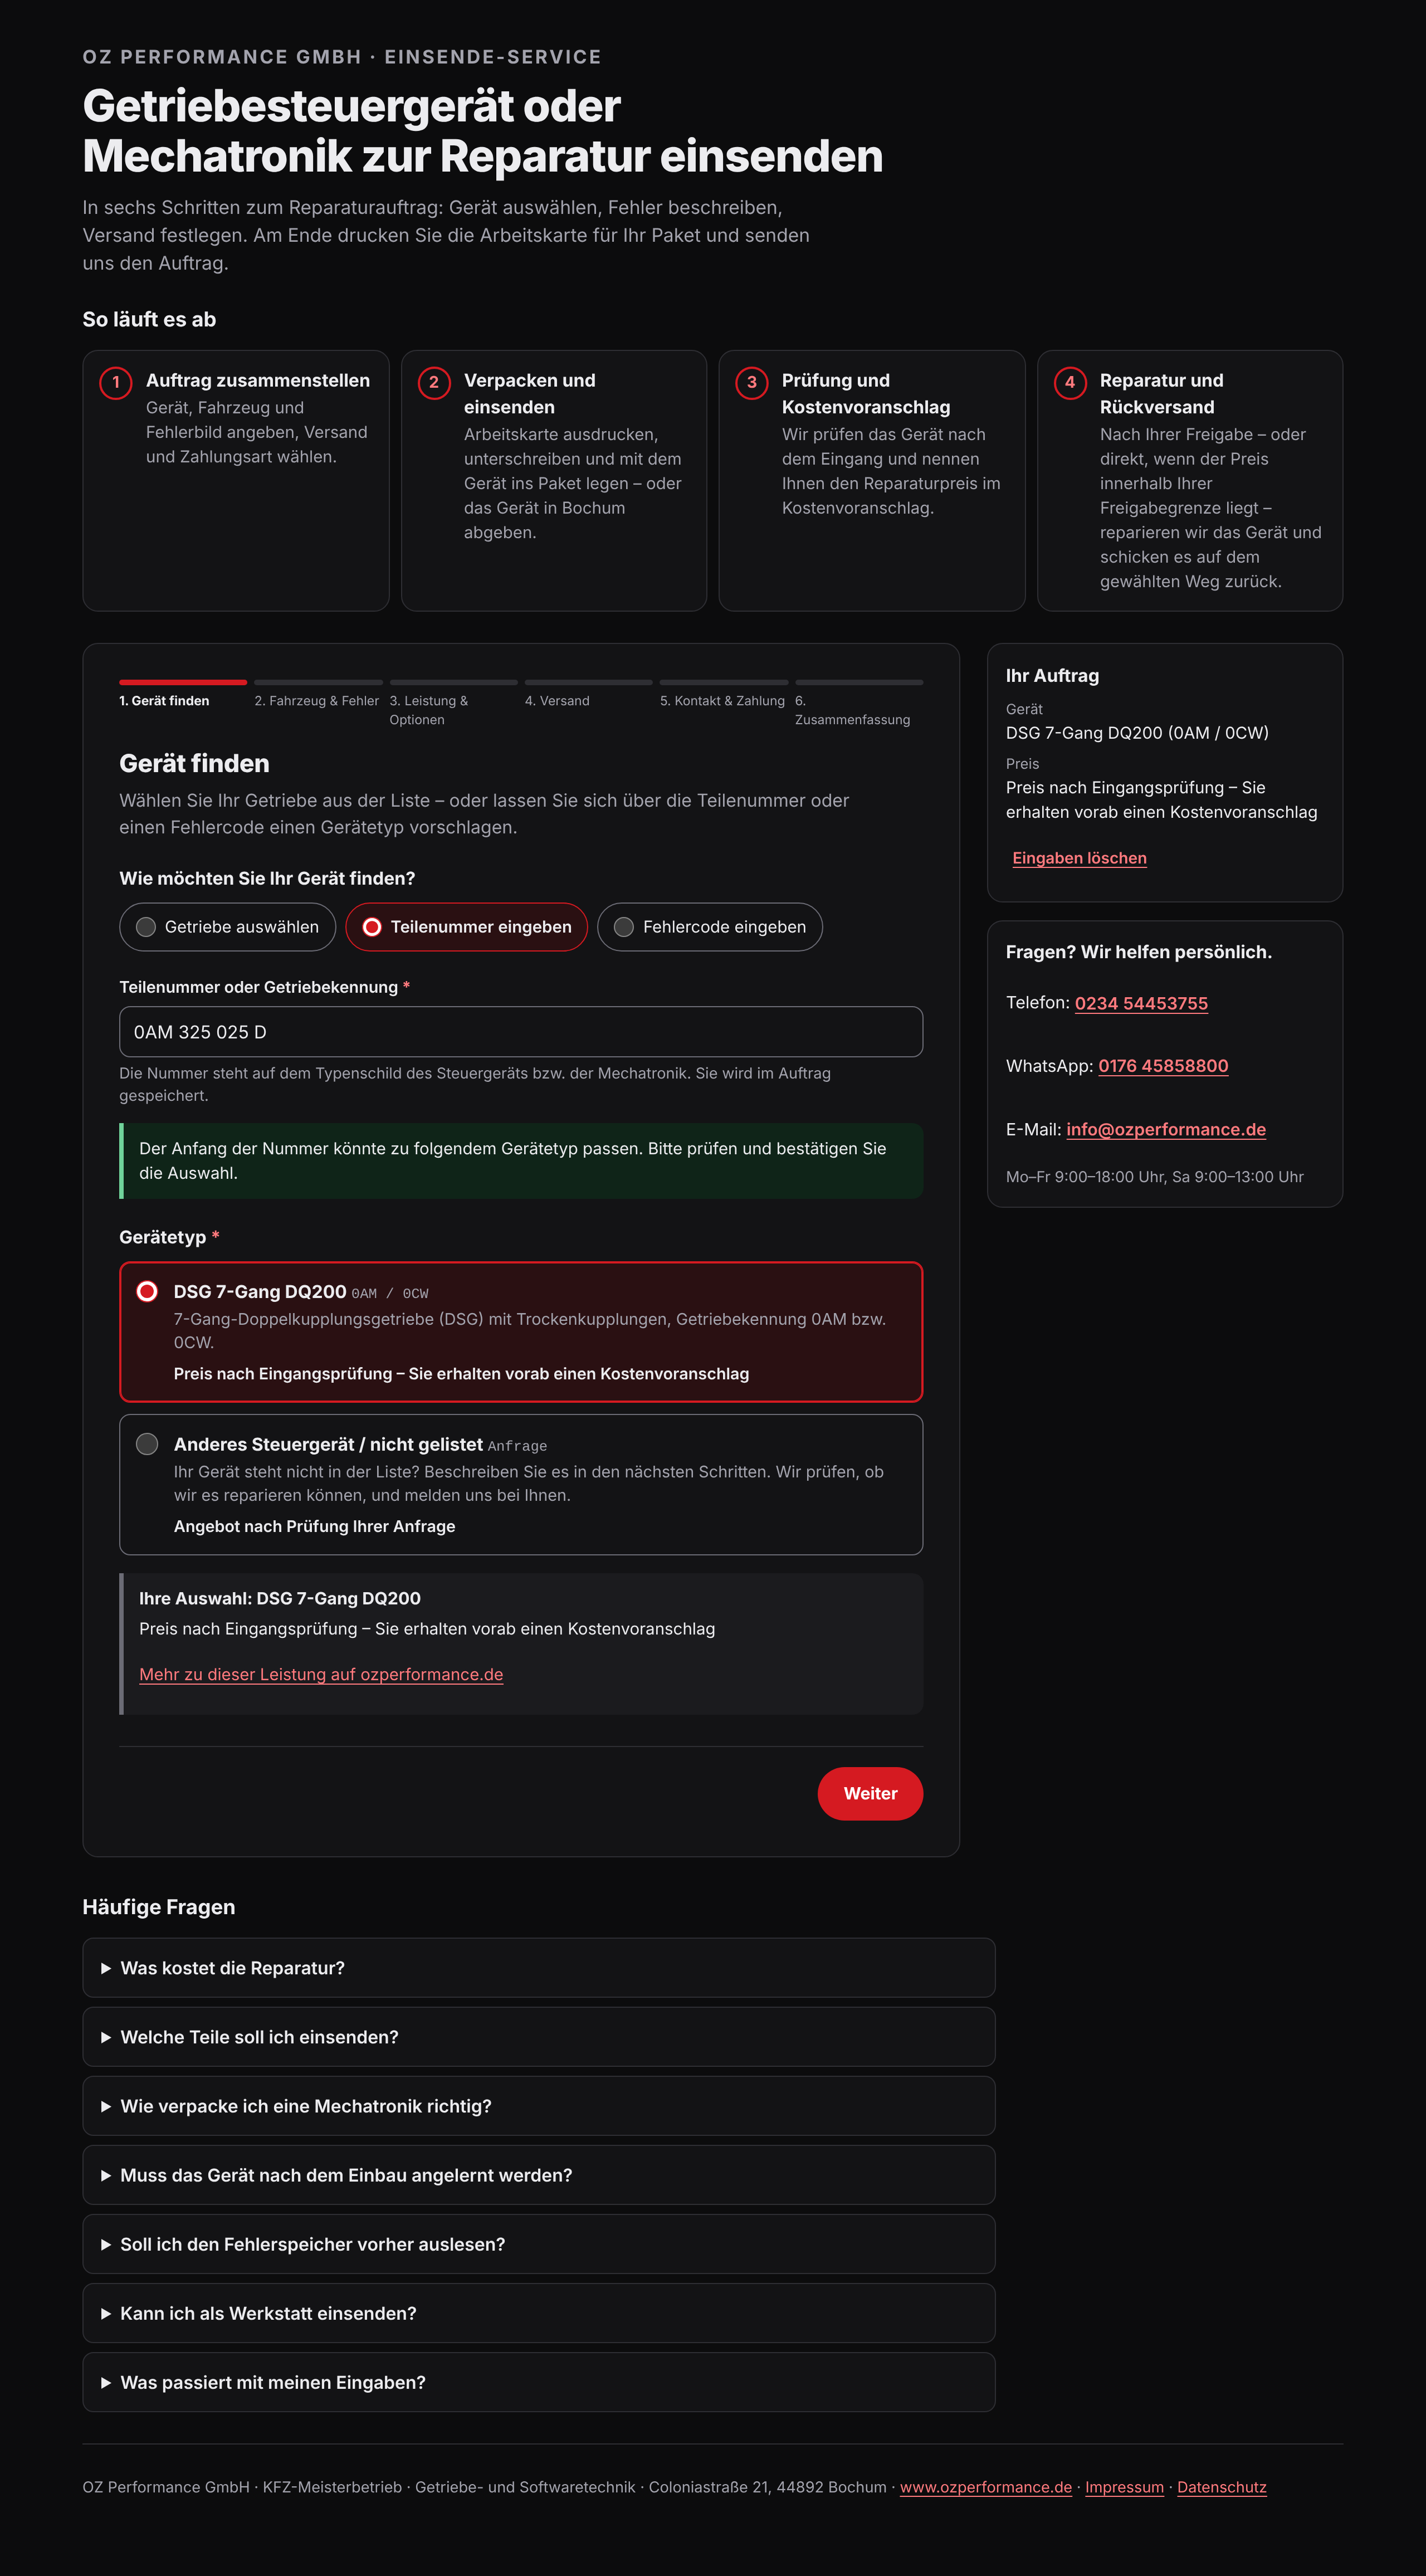 OZ PERFORMANCE GMBH · EINSENDE-SERVICE
Getriebesteuergerät oder
Mechatronik zur Reparatur einsenden
In sechs Schritten zum Reparaturauftrag: Gerät auswählen, Fehler beschreiben,
Versand festlegen. Am Ende drucken Sie die Arbeitskarte für Ihr Paket und senden
uns den Auftrag.
So läuft es ab
1
Auftrag zusammenstellen
Gerät, Fahrzeug und
Fehlerbild angeben, Versand
und Zahlungsart wählen.
2
Verpacken und
einsenden
Arbeitskarte ausdrucken,
unterschreiben und mit dem
Gerät ins Paket legen – oder
das Gerät in Bochum
abgeben.
3
Prüfung und
Kostenvoranschlag
Wir prüfen das Gerät nach
dem Eingang und nennen
Ihnen den Reparaturpreis im
Kostenvoranschlag.
4
Reparatur und
Rückversand
Nach Ihrer Freigabe – oder
direkt, wenn der Preis
innerhalb Ihrer
Freigabegrenze liegt –
reparieren wir das Gerät und
schicken es auf dem
gewählten Weg zurück.
1. Gerät finden
2. Fahrzeug & Fehler
3. Leistung &
Optionen
4. Versand
5. Kontakt & Zahlung
6.
Zusammenfassung
Gerät finden
Wählen Sie Ihr Getriebe aus der Liste – oder lassen Sie sich über die Teilenummer oder
einen Fehlercode einen Gerätetyp vorschlagen.
Wie möchten Sie Ihr Gerät finden?
Getriebe auswählen
Teilenummer eingeben
Fehlercode eingeben
Teilenummer oder Getriebekennung *
0AM 325 025 D
Die Nummer steht auf dem Typenschild des Steuergeräts bzw. der Mechatronik. Sie wird im Auftrag
gespeichert.
Der Anfang der Nummer könnte zu folgendem Gerätetyp passen. Bitte prüfen und bestätigen Sie
die Auswahl.
Gerätetyp *
DSG 7-Gang DQ200 0AM / 0CW
7-Gang-Doppelkupplungsgetriebe (DSG) mit Trockenkupplungen, Getriebekennung 0AM bzw.
0CW.
Preis nach Eingangsprüfung – Sie erhalten vorab einen Kostenvoranschlag
Anderes Steuergerät / nicht gelistet Anfrage
Ihr Gerät steht nicht in der Liste? Beschreiben Sie es in den nächsten Schritten. Wir prüfen, ob
wir es reparieren können, und melden uns bei Ihnen.
Angebot nach Prüfung Ihrer Anfrage
Ihre Auswahl: DSG 7-Gang DQ200
Preis nach Eingangsprüfung – Sie erhalten vorab einen Kostenvoranschlag
Mehr zu dieser Leistung auf ozperformance.de
Weiter
Ihr Auftrag
Gerät
DSG 7-Gang DQ200 (0AM / 0CW)
Preis
Preis nach Eingangsprüfung – Sie
erhalten vorab einen Kostenvoranschlag
Eingaben löschen
Fragen? Wir helfen persönlich.
Telefon: 0234 54453755
WhatsApp: 0176 45858800
E-Mail: info@ozperformance.de
Mo–Fr 9:00–18:00 Uhr, Sa 9:00–13:00 Uhr
Häufige Fragen
Was kostet die Reparatur?
Welche Teile soll ich einsenden?
Wie verpacke ich eine Mechatronik richtig?
Muss das Gerät nach dem Einbau angelernt werden?
Soll ich den Fehlerspeicher vorher auslesen?
Kann ich als Werkstatt einsenden?
Was passiert mit meinen Eingaben?
OZ Performance GmbH · KFZ-Meisterbetrieb · Getriebe- und Softwaretechnik · Coloniastraße 21, 44892 Bochum · www.ozperformance.de · Impressum · Datenschutz